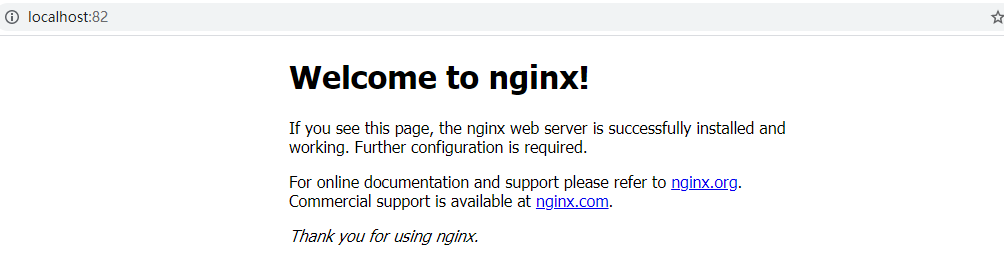 localhost:82
Welcome to nginx!
If you see this page, the nginx web server is successfully installed and
working. Further configuration is required.
For online documentation and support please refer to nginx.org.
Commercial support is available at nginx.com.
Thank you for using nginx.